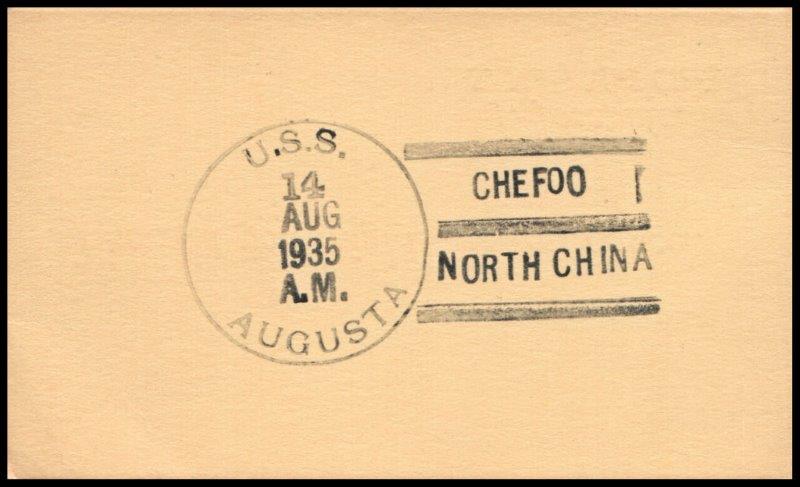 U.S.S.
14
AUG
1935
A.M.
AUGUSTA
CHEFOO
NORTH CHINA